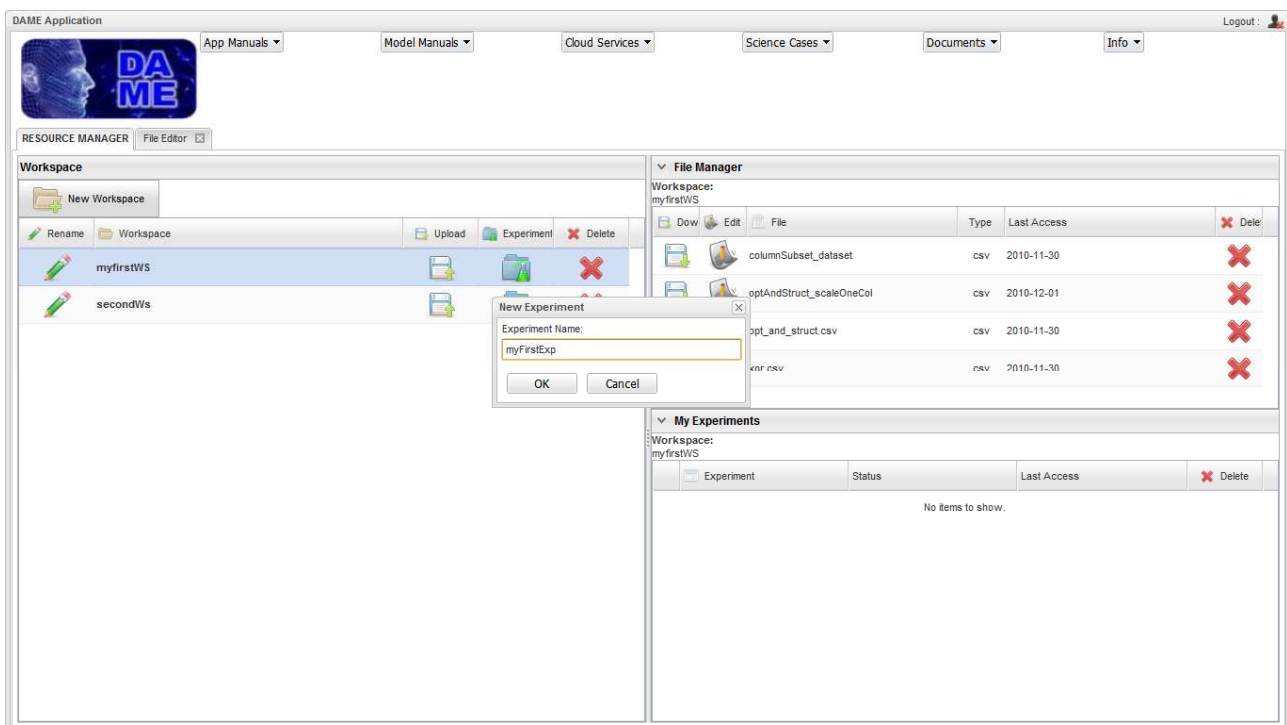 DAME Application
Logout :
App Manuals
Model Manuals
Cloud Services
Science Cases
Documents
Info
DA
ME
RESOURCE MANAGER
File Editor
Workspace
New Workspace
Rename Workspace Upload Experiment Delete
myfirstWS
secondWs
New Experiment
Experiment Name:
myFirstExp
OK Cancel
File Manager
Workspace:
myfirstWS
Dow Edit File Type Last Access Dele
columnSubset_dataset csv 2010-11-30
optAndStruct_scaleOneCol csv 2010-12-01
opt_and_struct.csv csv 2010-11-30
xor.csv csv 2010-11-30
My Experiments
Workspace:
myfirstWS
Experiment Status Last Access Delete
No items to show.